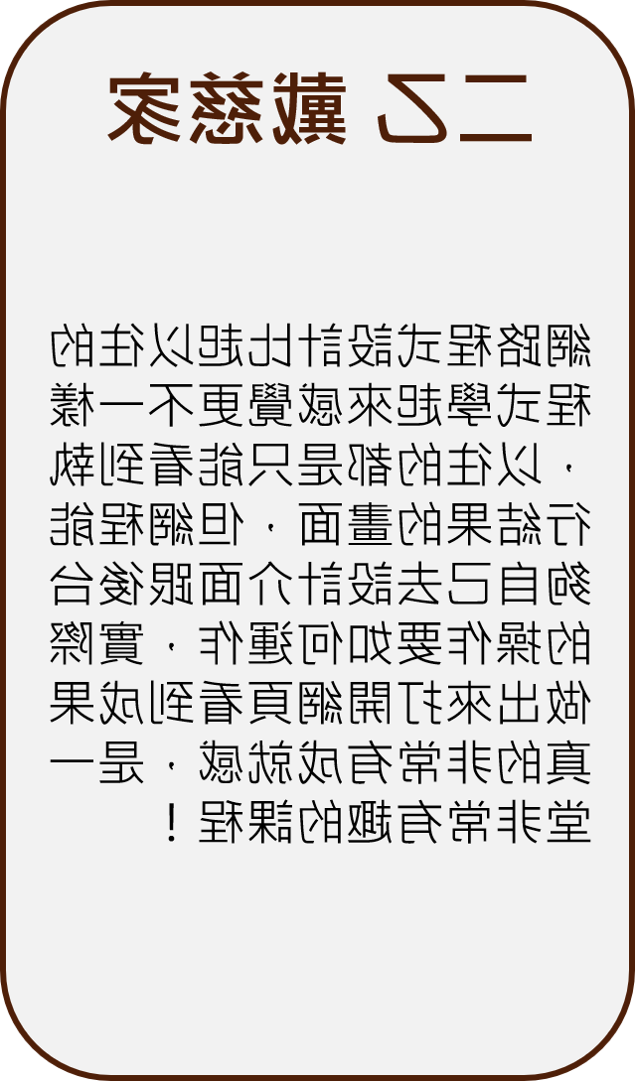 二乙 戴慈家
網路程式設計比起以往的
程式學起來感覺更不一樣
，以往的都是只能看到執
行結果的畫面，但網程能
夠自己去設計介面跟後台
的操作要如何運作，實際
做出來打開網頁看到成果
真的非常有成就感，是一
堂非常有趣的課程！